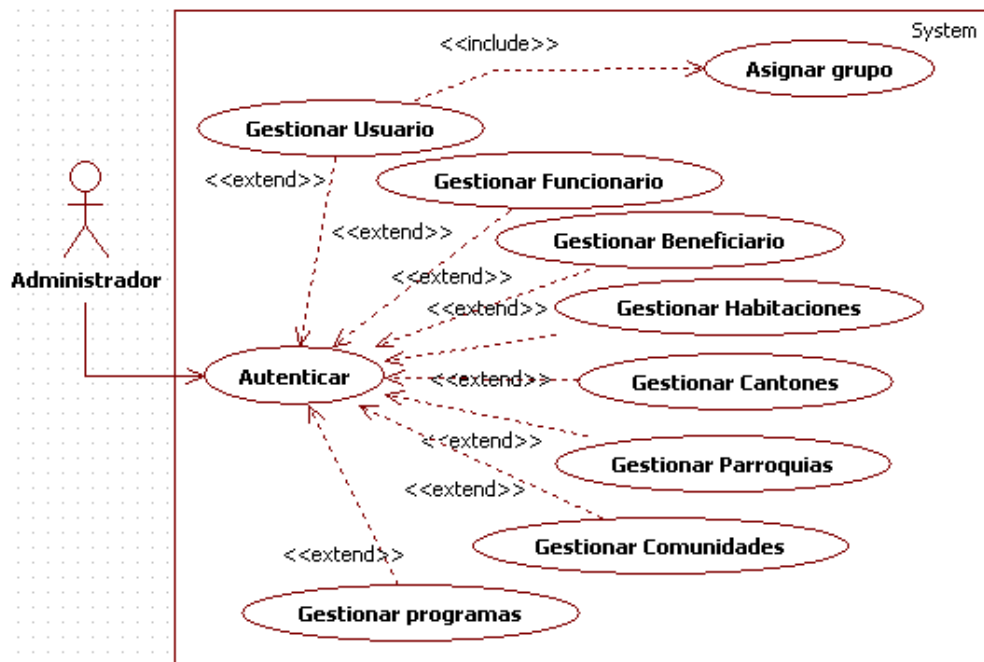 System
<<include>>
Asignar grupo
Gestionar Usuario
<<extend>>
Gestionar Funcionario
<<extend>>
Gestionar Beneficiario
<<extend>>
Administrador
Gestionar Habitaciones
<<extend>>
Autenticar
<<extend>>
Gestionar Cantones
<<extend>>
Gestionar Parroquias
<<extend>>
Gestionar Comunidades
<<extend>>
Gestionar programas